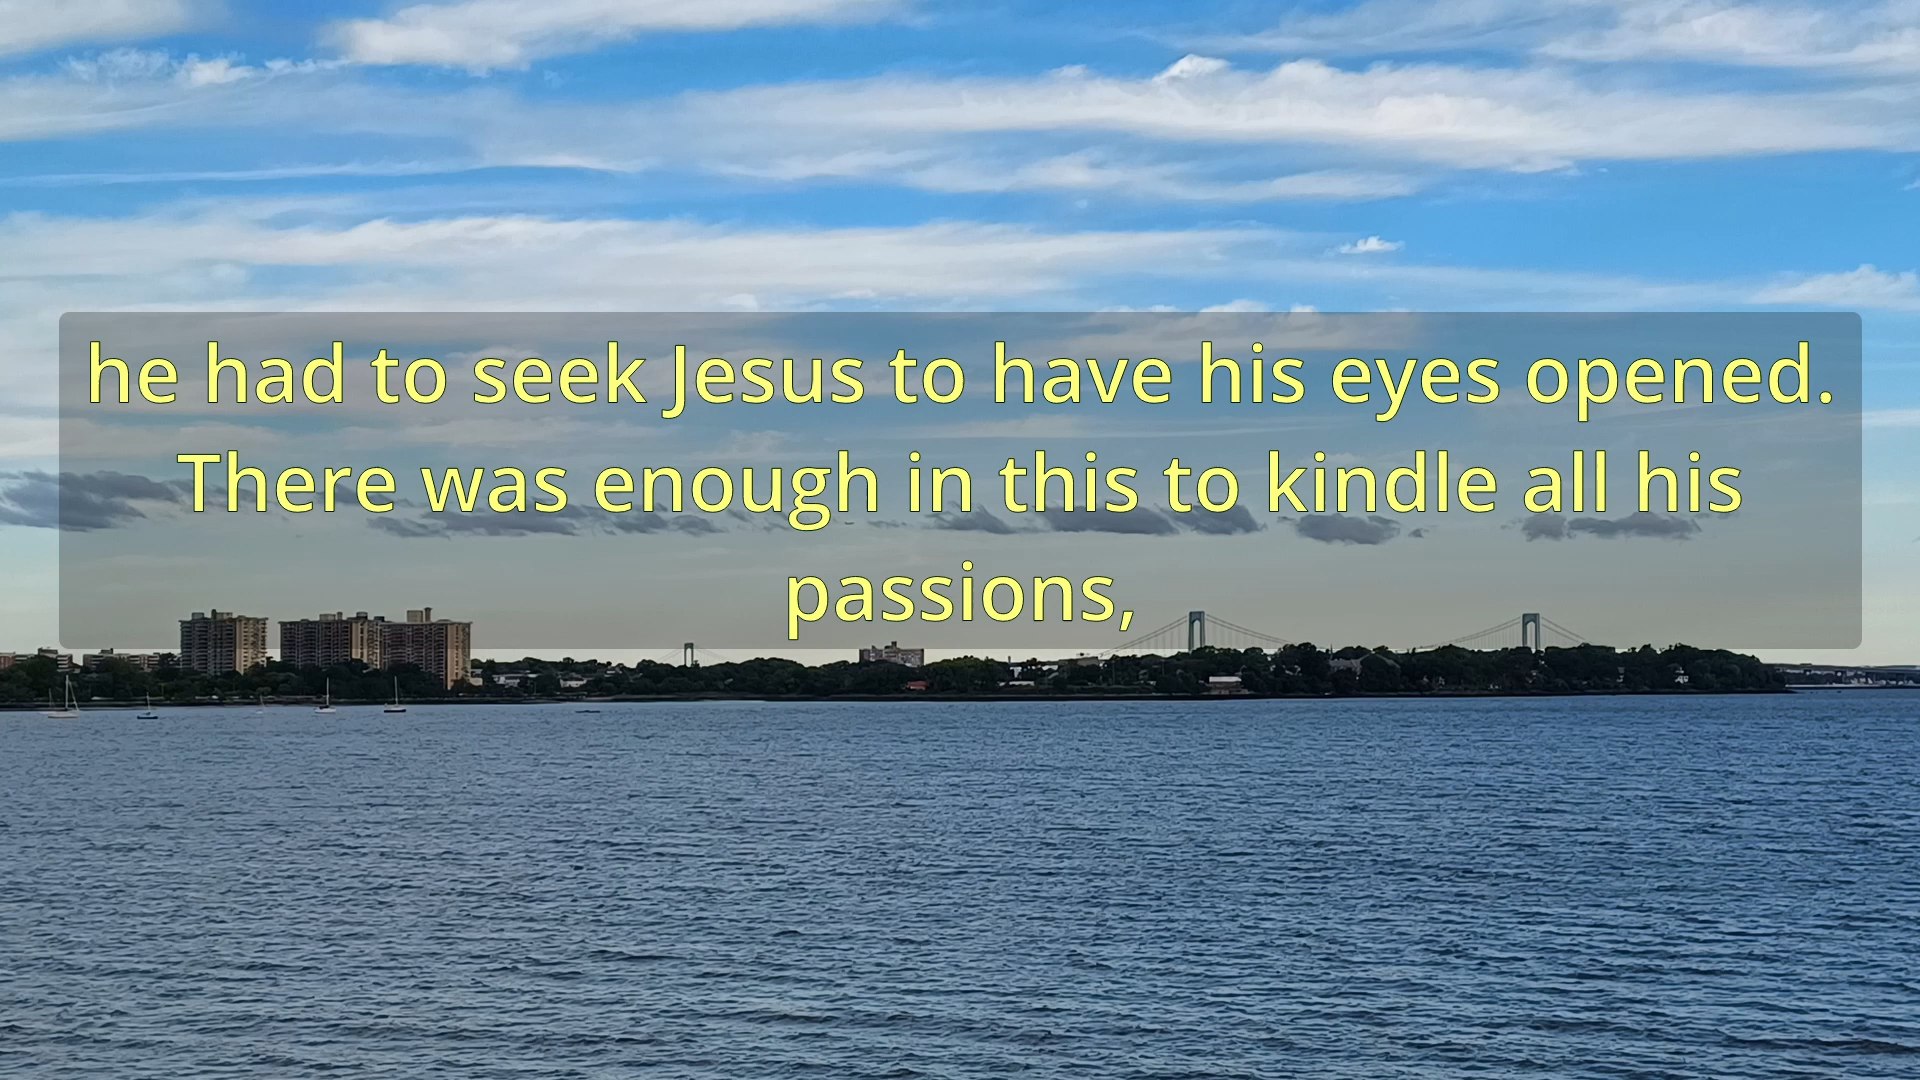 he had to seek Jesus to have his eyes opened.
There was enough in this to kindle all his
passions,